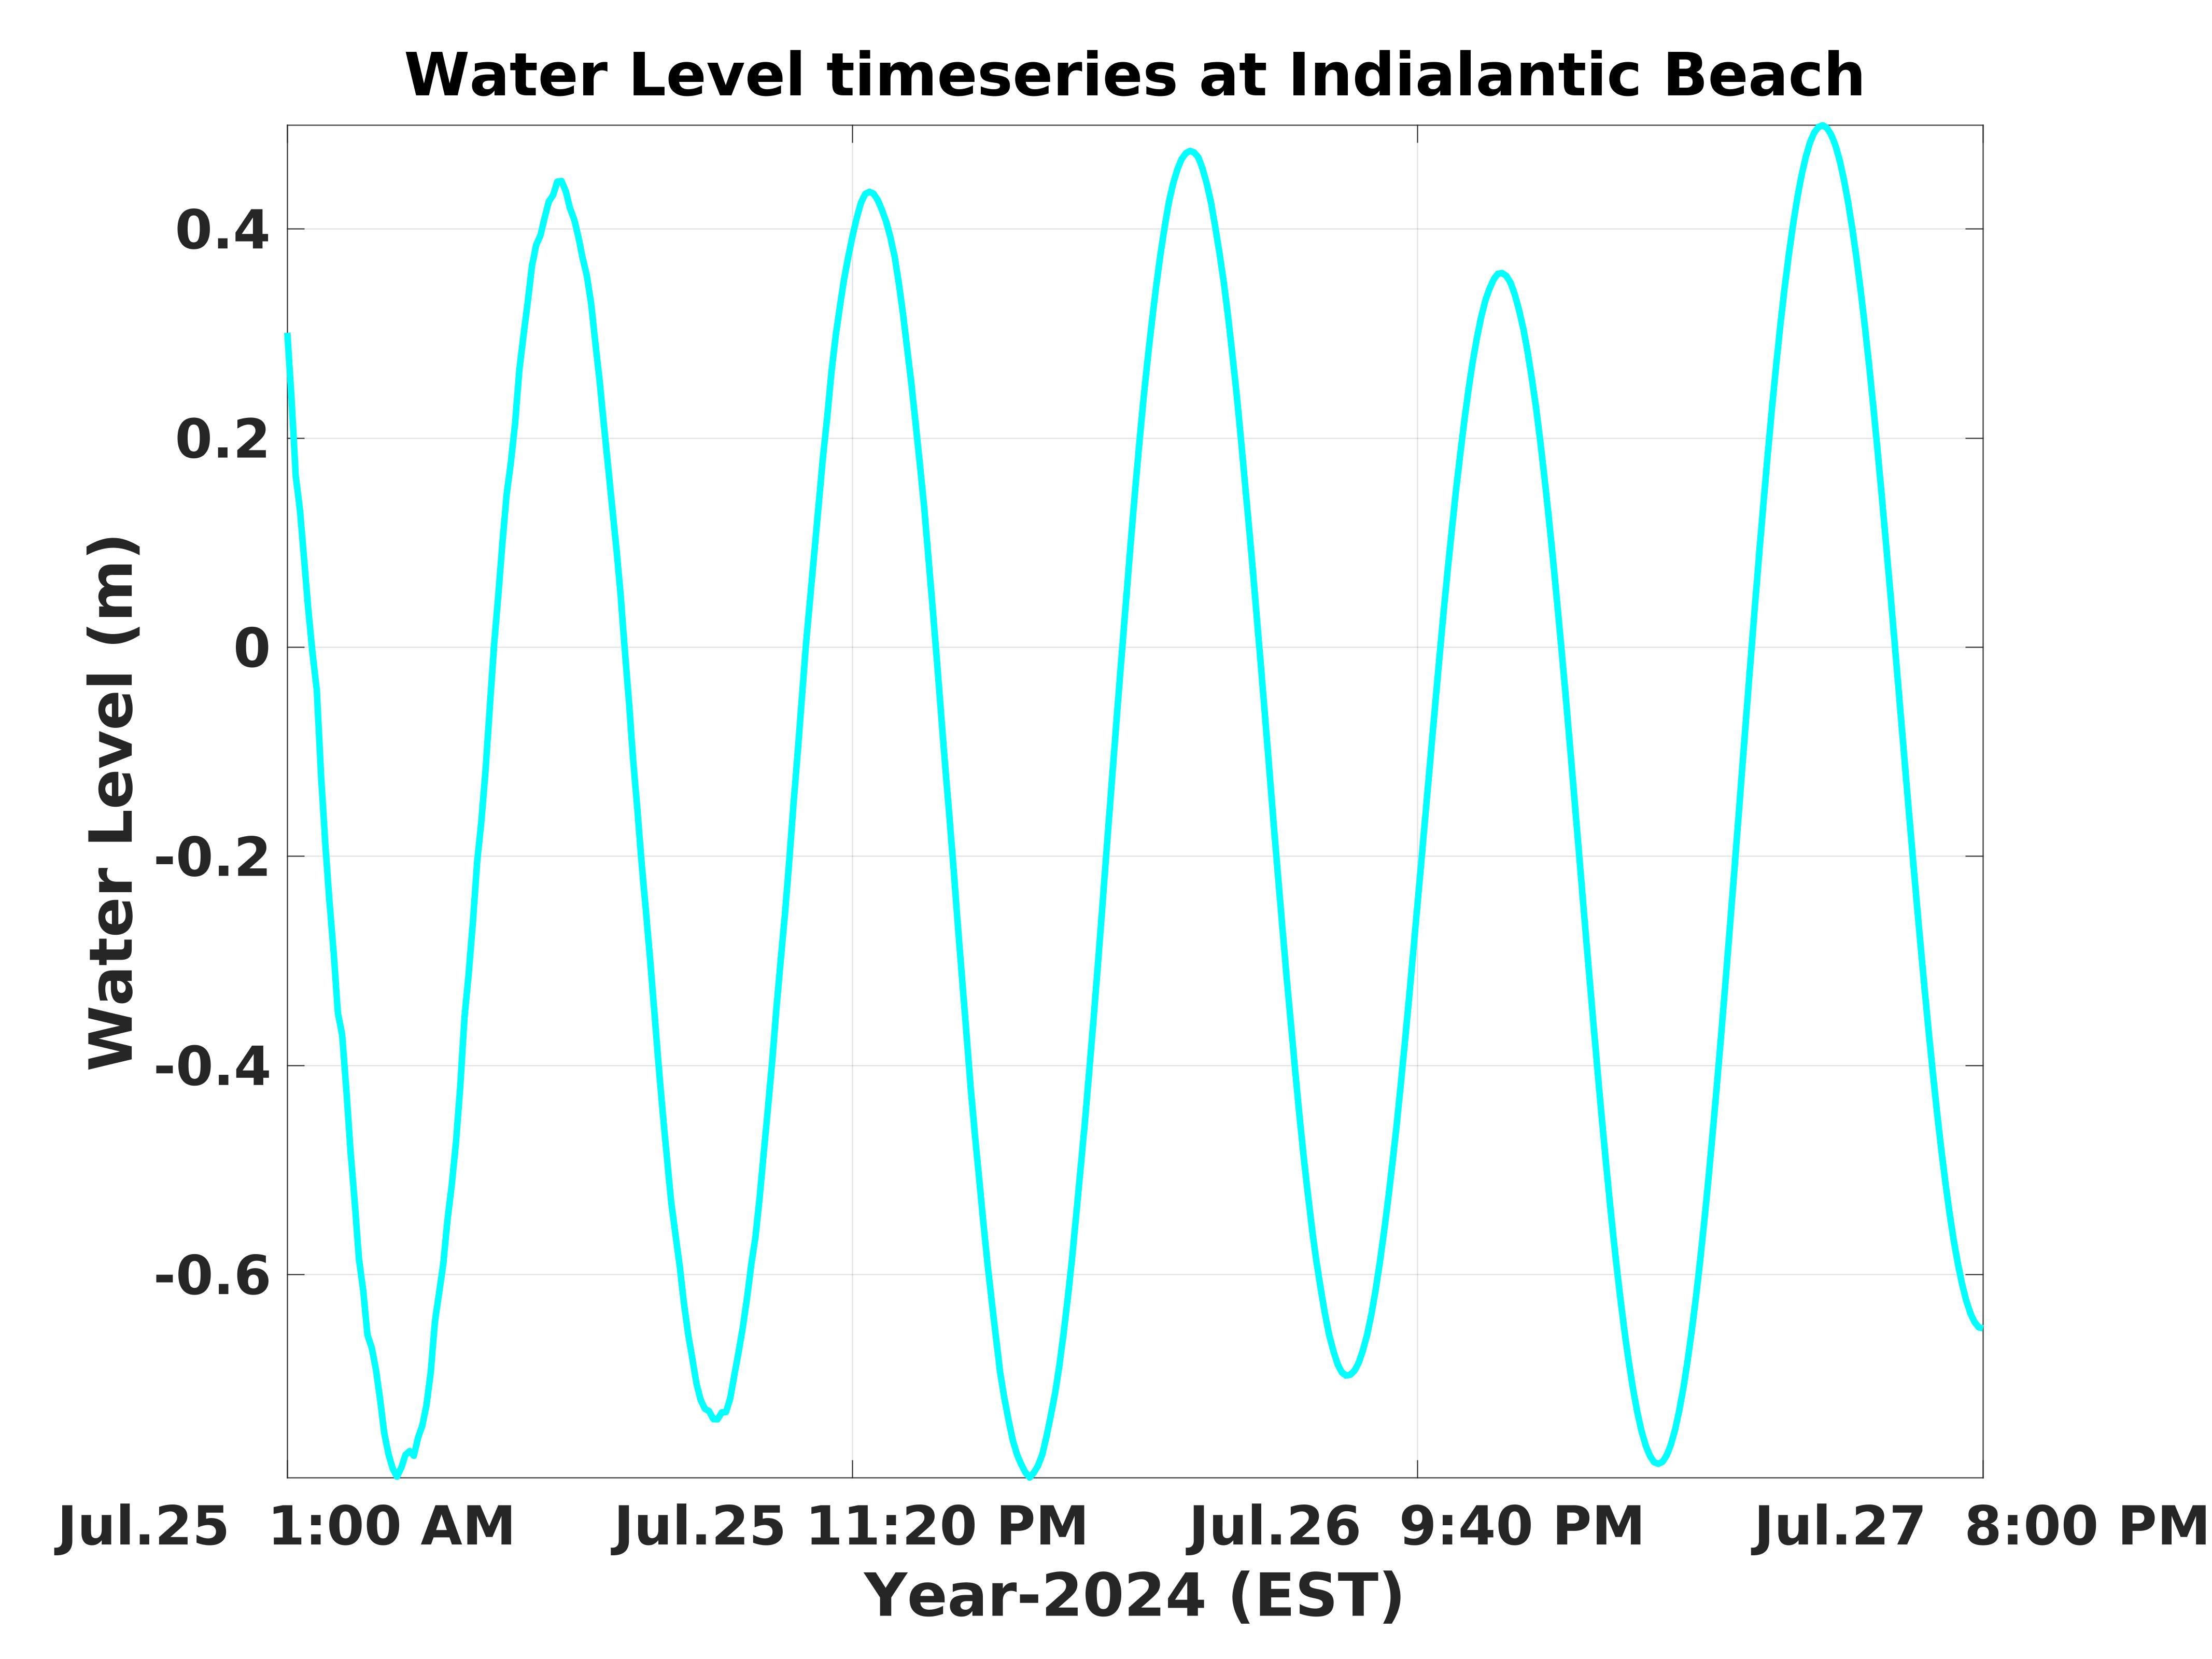 Water Level timeseries at Indialantic Beach
Water Level (m)
0.4
0.2
0
-0.2
-0.4
-0.6
Jul.25 1:00 AM Jul.25 11:20 PM Jul.26 9:40 PM Jul.27 8:00 PM
Year-2024 (EST)